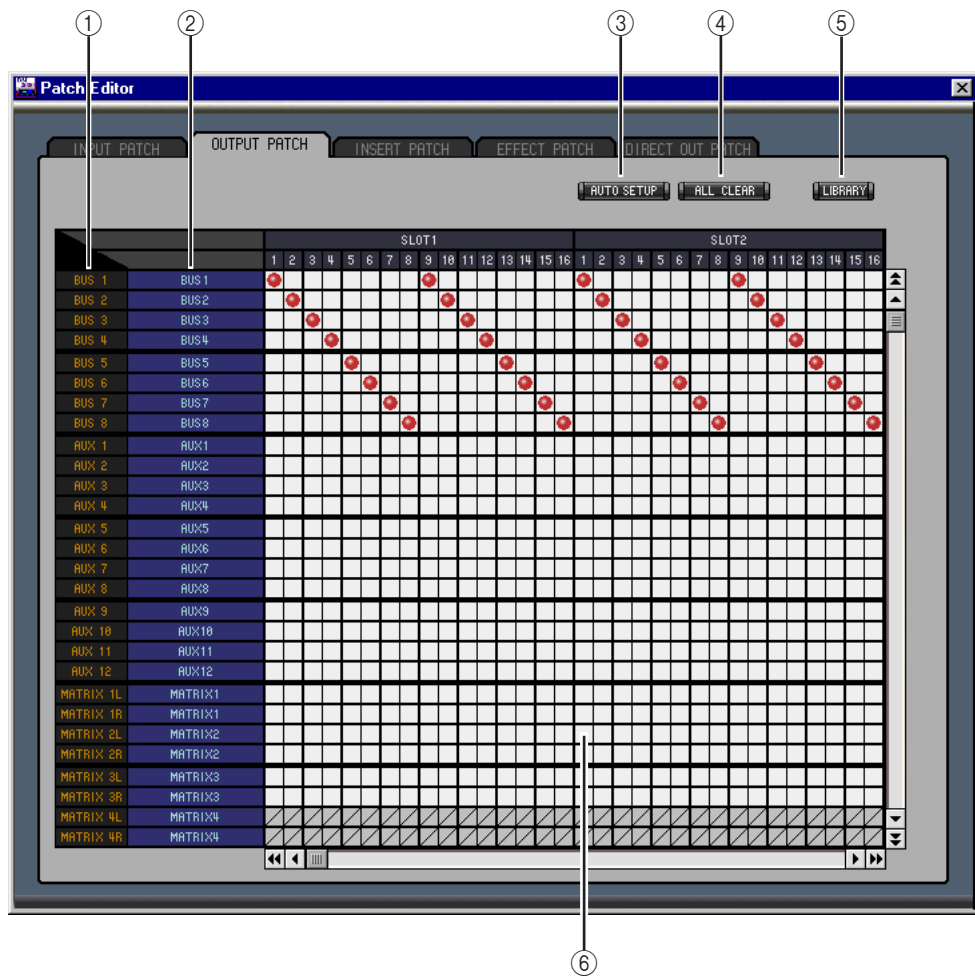 ① ② ③ ④ ⑤
Patch Editor
INPUT PATCH OUTPUT PATCH INSERT PATCH EFFECT PATCH DIRECT OUT PATCH
AUTO SETUP ALL CLEAR LIBRARY
SLOT1 SLOT2
1 2 3 4 5 6 7 8 9 10 11 12 13 14 15 16 1 2 3 4 5 6 7 8 9 10 11 12 13 14 15 16
BUS 1 BUS1
BUS 2 BUS2
BUS 3 BUS3
BUS 4 BUS4
BUS 5 BUS5
BUS 6 BUS6
BUS 7 BUS7
BUS 8 BUS8
AUX 1 AUX1
AUX 2 AUX2
AUX 3 AUX3
AUX 4 AUX4
AUX 5 AUX5
AUX 6 AUX6
AUX 7 AUX7
AUX 8 AUX8
AUX 9 AUX9
AUX 10 AUX10
AUX 11 AUX11
AUX 12 AUX12
MATRIX 1L MATRIX1
MATRIX 1R MATRIX1
MATRIX 2L MATRIX2
MATRIX 2R MATRIX2
MATRIX 3L MATRIX3
MATRIX 3R MATRIX3
MATRIX 4L MATRIX4
MATRIX 4R MATRIX4
⑥